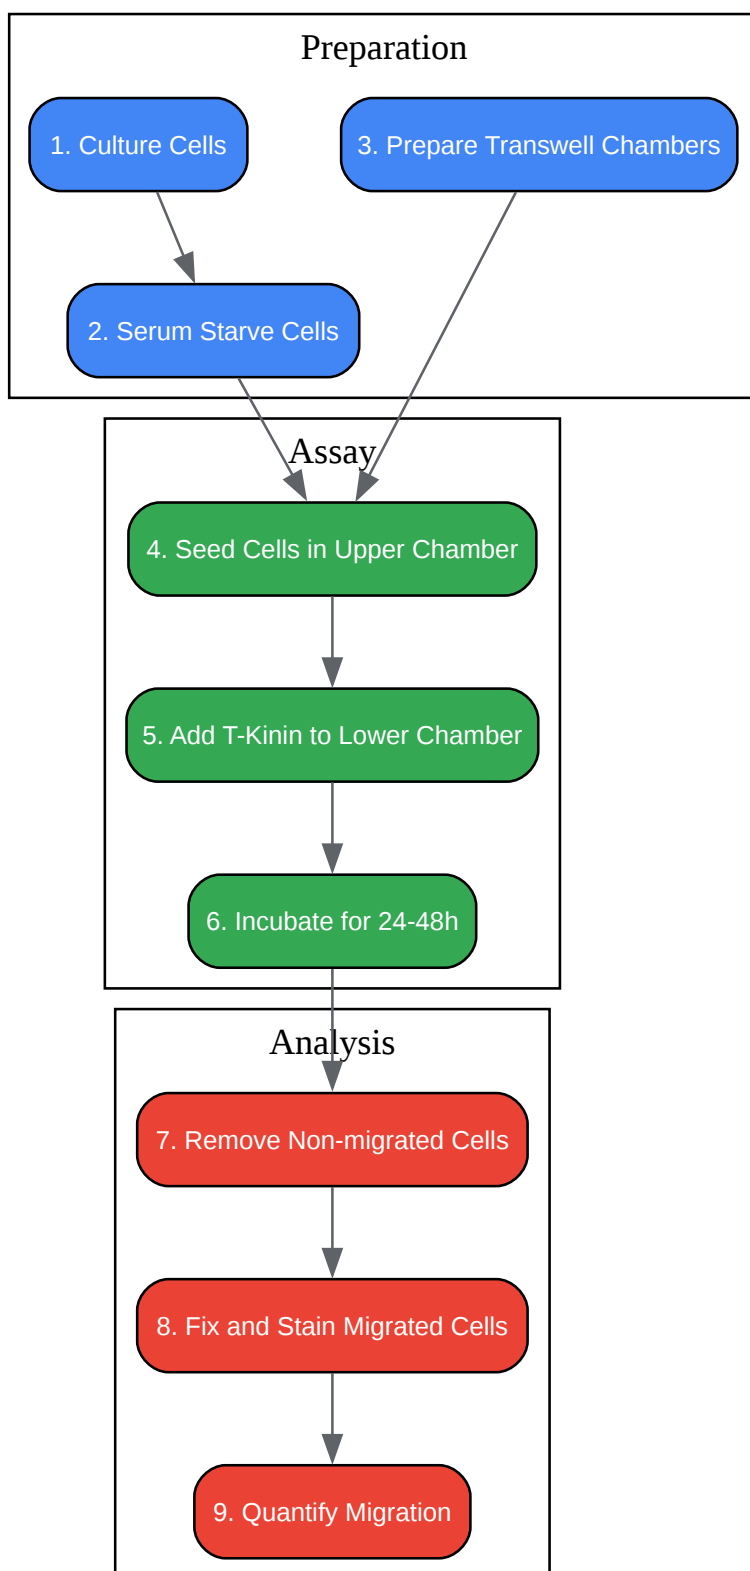 Preparation
1. Culture Cells
3. Prepare Transwell Chambers
2. Serum Starve Cells
Assay
4. Seed Cells in Upper Chamber
5. Add T-Kinin to Lower Chamber
6. Incubate for 24-48h
Analysis
7. Remove Non-migrated Cells
8. Fix and Stain Migrated Cells
9. Quantify Migration